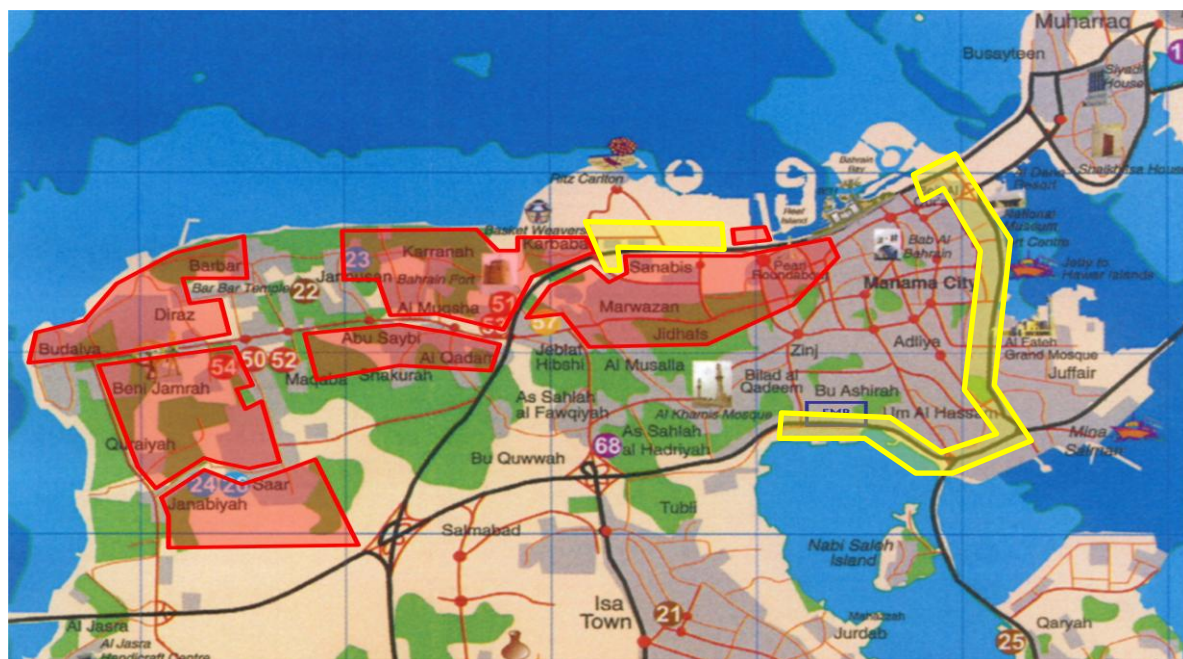 Muharraq
Busayteen
Siyadi
House
Shaikh Isa House
Al Dana
Resort
National
Museum
Art Centre
Jetty to
Hawar Islands
Bahrain
Bay
Ritz Carlton
Reef
Island
Basket Weavers
Karbabad
Karranah
Barbar
23
Janusan
Bar Bar Temple
22
Bahrain Fort
Sanabis
Pearl
Roundabout
Bab Al
Bahrain
Manama City
Diraz
Al Muqsha
51
53
57
Marwazan
Jidhafs
Adliya
Al Fateh
Grand Mosque
Juffair
Budaiya
54
50
52
Abu Saybi
Al Qadam
Jeblat
Hibshi
Al Musalla
Zinj
Beni Jamrah
Maqaba
Shakurah
Bilad al
Qadeem
Bu Ashirah
As Sahlah
al Fawqiyah
Al Khamis Mosque
Um Al Hassam
Mina
Salman
Quraiyah
68
As Sahlah
al Hadriyah
Bu Quwwah
24
Saar
Janabiyah
Tubli
Salmabad
Nabi Saleh
Island
Isa
Town
21
Al Jasra
Al Jasra
Handicraft Centre
Jurdab
25
Qaryah